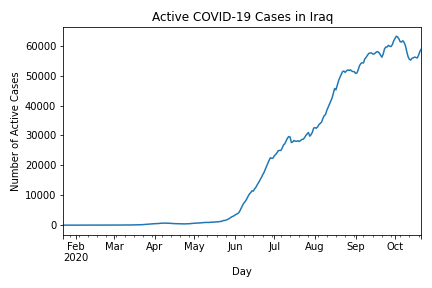 Active COVID-19 Cases in Iraq
Number of Active Cases
60000
50000
40000
30000
20000
10000
0
Feb Mar Apr May Jun Jul Aug Sep Oct
2020
Day